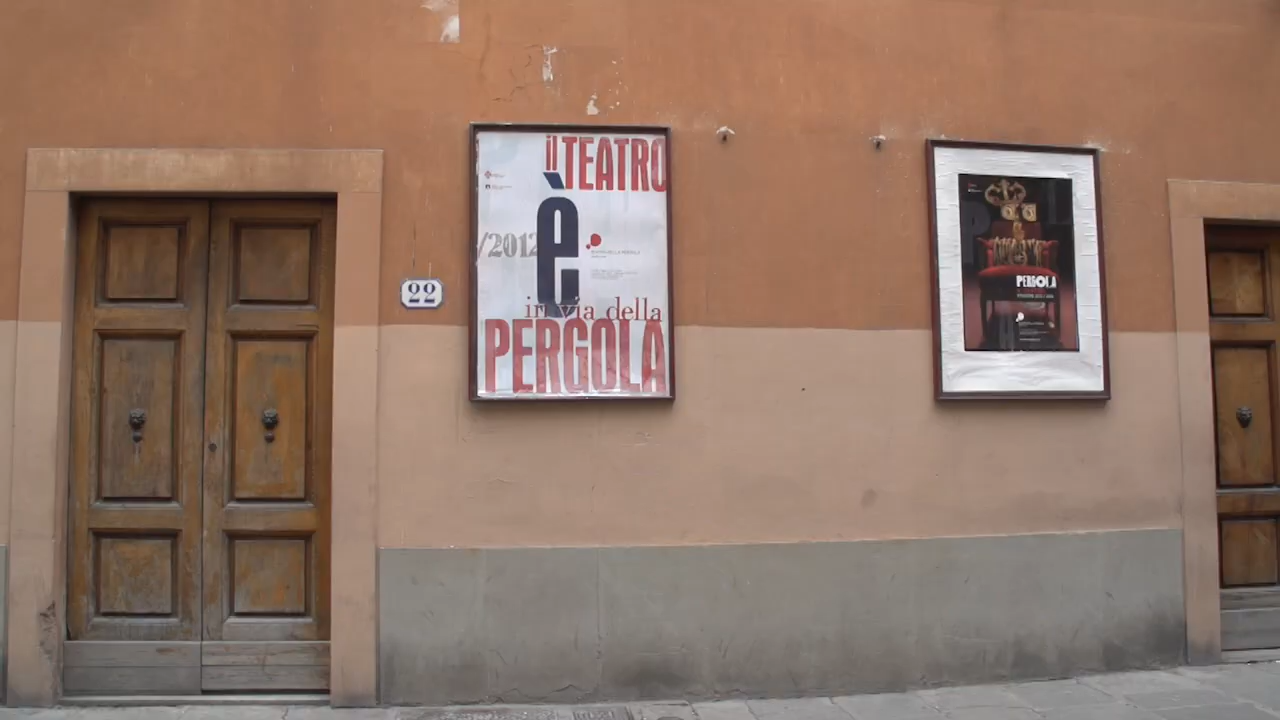 22
il TEATRO
è
/2012
in via della
PERGOLA
PERGOLA